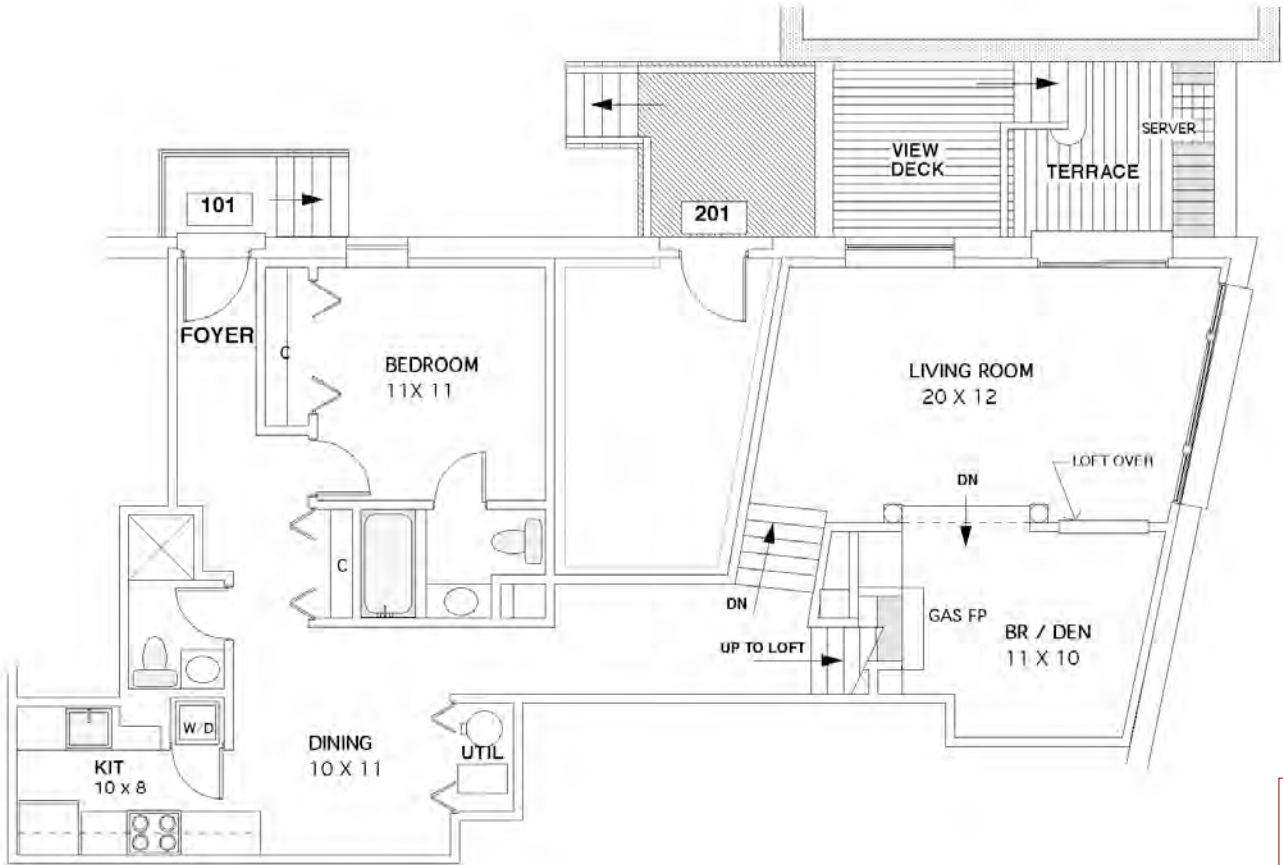 SERVER
VIEW
DECK
TERRACE
101
201
FOYER
C
BEDROOM
11X 11
LIVING ROOM
20 X 12
LOFT OVER
DN
C
DN
GAS FP
BR / DEN
11 X 10
UP TO LOFT
W/D
DINING
10 X 11
UTIL
KIT
10 x 8